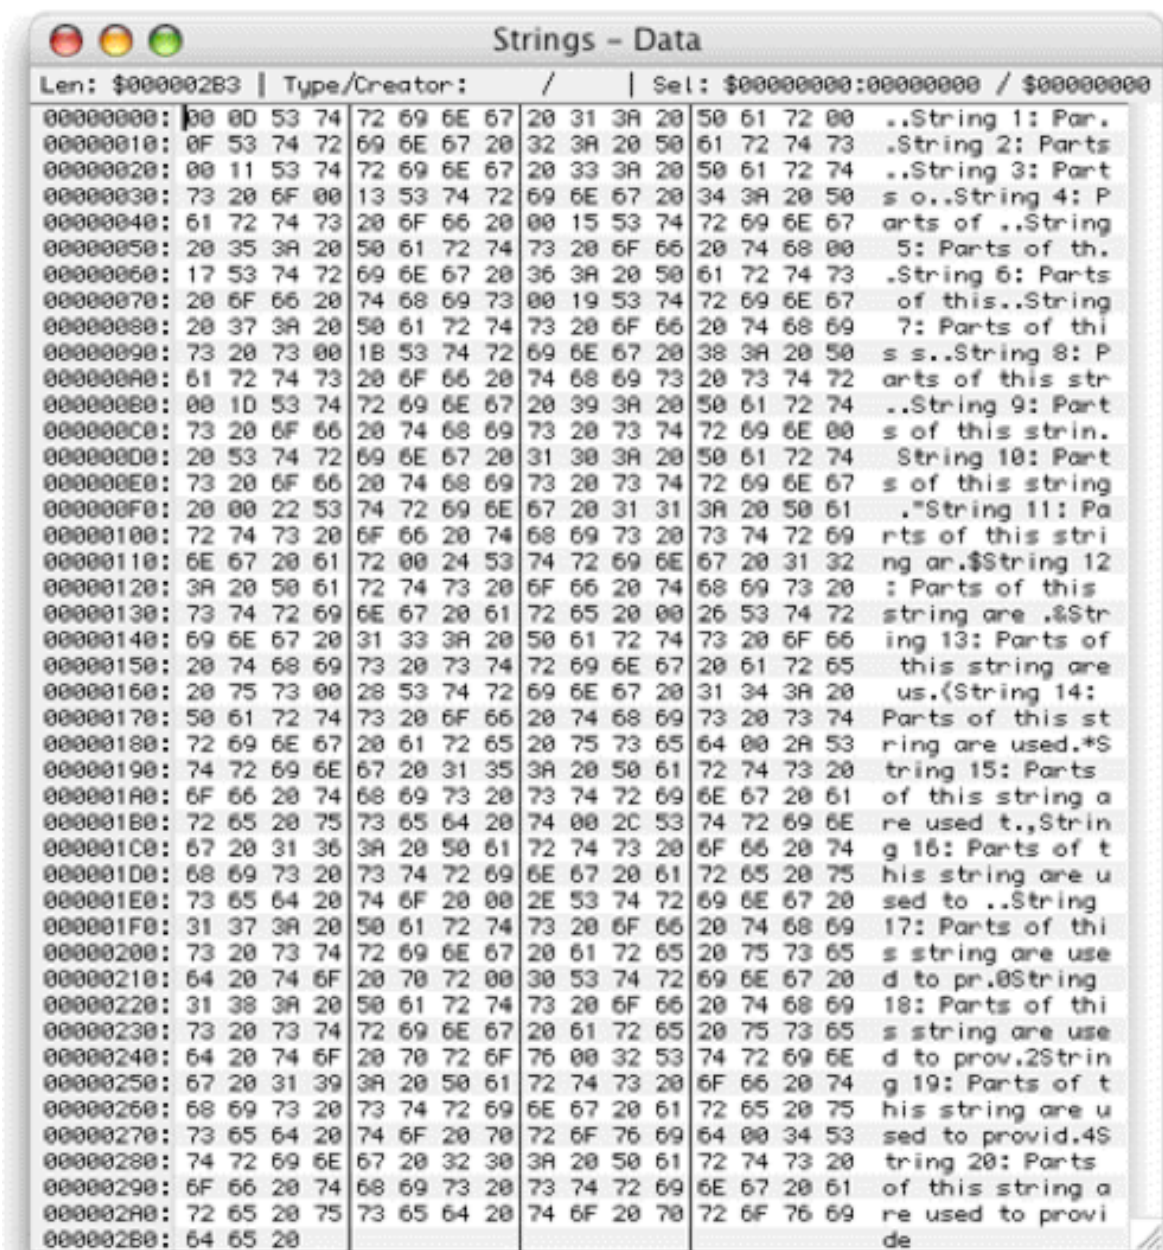 Strings – Data
Len: $000002B3 | Type/Creator: / | Sel: $00000000:00000000 / $00000000
00000000: 00 0D 53 74 72 69 6E 67 20 31 3A 20 50 61 72 00 ..String 1: Par.
00000010: 0F 53 74 72 69 6E 67 20 32 3A 20 50 61 72 74 73 .String 2: Parts
00000020: 00 11 53 74 72 69 6E 67 20 33 3A 20 50 61 72 74 ..String 3: Part
00000030: 73 20 6F 00 13 53 74 72 69 6E 67 20 34 3A 20 50 s o..String 4: P
00000040: 61 72 74 73 20 6F 66 20 00 15 53 74 72 69 6E 67 arts of ..String
00000050: 20 35 3A 20 50 61 72 74 73 20 6F 66 20 74 68 00 5: Parts of th.
00000060: 17 53 74 72 69 6E 67 20 36 3A 20 50 61 72 74 73 .String 6: Parts
00000070: 20 6F 66 20 74 68 69 73 00 19 53 74 72 69 6E 67 of this..String
00000080: 20 37 3A 20 50 61 72 74 73 20 6F 66 20 74 68 69 7: Parts of thi
00000090: 73 20 73 00 1B 53 74 72 69 6E 67 20 38 3A 20 50 s s..String 8: P
000000A0: 61 72 74 73 20 6F 66 20 74 68 69 73 20 73 74 72 arts of this str
000000B0: 00 1D 53 74 72 69 6E 67 20 39 3A 20 50 61 72 74 ..String 9: Part
000000C0: 73 20 6F 66 20 74 68 69 73 20 73 74 72 69 6E 00 s of this strin.
000000D0: 20 53 74 72 69 6E 67 20 31 30 3A 20 50 61 72 74 String 10: Part
000000E0: 73 20 6F 66 20 74 68 69 73 20 73 74 72 69 6E 67 s of this string
000000F0: 20 00 22 53 74 72 69 6E 67 20 31 31 3A 20 50 61 ."String 11: Pa
00000100: 72 74 73 20 6F 66 20 74 68 69 73 20 73 74 72 69 rts of this stri
00000110: 6E 67 20 61 72 00 24 53 74 72 69 6E 67 20 31 32 ng ar.$String 12
00000120: 3A 20 50 61 72 74 73 20 6F 66 20 74 68 69 73 20 : Parts of this
00000130: 73 74 72 69 6E 67 20 61 72 65 20 00 26 53 74 72 string are .&Str
00000140: 69 6E 67 20 31 33 3A 20 50 61 72 74 73 20 6F 66 ing 13: Parts of
00000150: 20 74 68 69 73 20 73 74 72 69 6E 67 20 61 72 65 this string are
00000160: 20 75 73 00 28 53 74 72 69 6E 67 20 31 34 3A 20 us.(String 14:
00000170: 50 61 72 74 73 20 6F 66 20 74 68 69 73 20 73 74 Parts of this st
00000180: 72 69 6E 67 20 61 72 65 20 75 73 65 64 00 2A 53 ring are used.*S
00000190: 74 72 69 6E 67 20 31 35 3A 20 50 61 72 74 73 20 tring 15: Parts
000001A0: 6F 66 20 74 68 69 73 20 73 74 72 69 6E 67 20 61 of this string a
000001B0: 72 65 20 75 73 65 64 20 74 00 2C 53 74 72 69 6E re used t.,Strin
000001C0: 67 20 31 36 3A 20 50 61 72 74 73 20 6F 66 20 74 g 16: Parts of t
000001D0: 68 69 73 20 73 74 72 69 6E 67 20 61 72 65 20 75 his string are u
000001E0: 73 65 64 20 74 6F 20 00 2E 53 74 72 69 6E 67 20 sed to ..String
000001F0: 31 37 3A 20 50 61 72 74 73 20 6F 66 20 74 68 69 17: Parts of thi
00000200: 73 20 73 74 72 69 6E 67 20 61 72 65 20 75 73 65 s string are use
00000210: 64 20 74 6F 20 70 72 00 30 53 74 72 69 6E 67 20 d to pr.0String
00000220: 31 38 3A 20 50 61 72 74 73 20 6F 66 20 74 68 69 18: Parts of thi
00000230: 73 20 73 74 72 69 6E 67 20 61 72 65 20 75 73 65 s string are use
00000240: 64 20 74 6F 20 70 72 6F 76 00 32 53 74 72 69 6E d to prov.2Strin
00000250: 67 20 31 39 3A 20 50 61 72 74 73 20 6F 66 20 74 g 19: Parts of t
00000260: 68 69 73 20 73 74 72 69 6E 67 20 61 72 65 20 75 his string are u
00000270: 73 65 64 20 74 6F 20 70 72 6F 76 69 64 00 34 53 sed to provid.4S
00000280: 74 72 69 6E 67 20 32 30 3A 20 50 61 72 74 73 20 tring 20: Parts
00000290: 6F 66 20 74 68 69 73 20 73 74 72 69 6E 67 20 61 of this string a
000002A0: 72 65 20 75 73 65 64 20 74 6F 20 70 72 6F 76 69 re used to provi
000002B0: 64 65 20 de